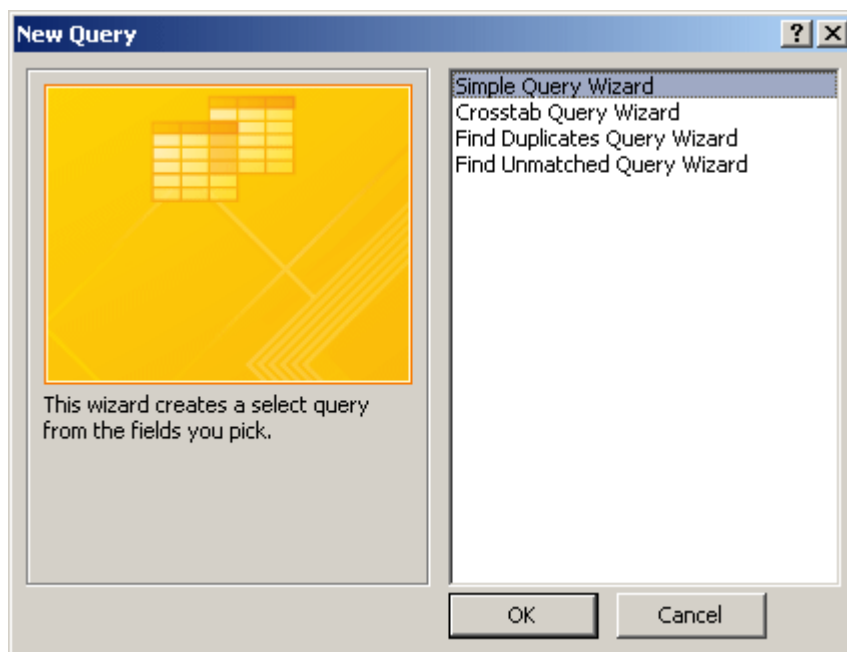 New Query
Simple Query Wizard
Crosstab Query Wizard
Find Duplicates Query Wizard
Find Unmatched Query Wizard
This wizard creates a select query
from the fields you pick.
OK
Cancel